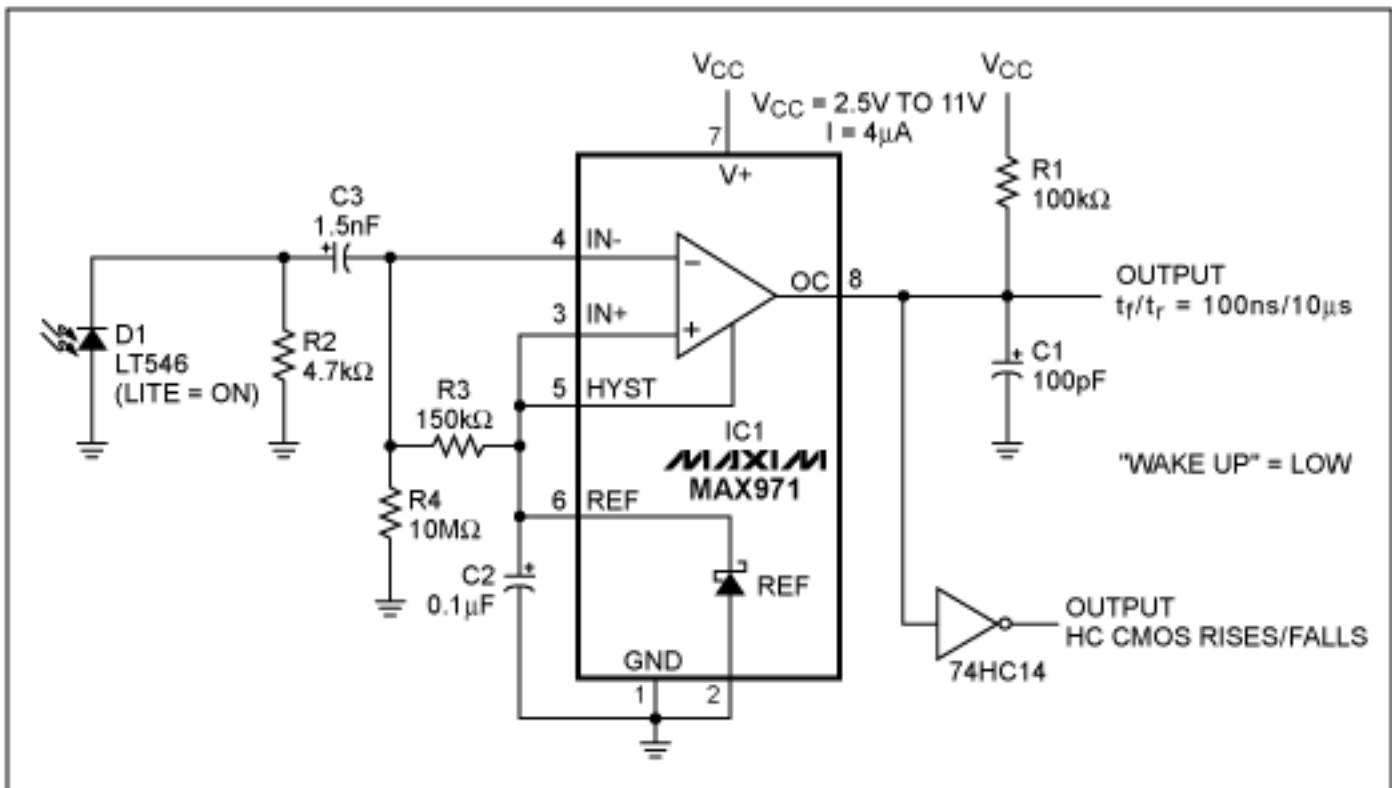 VCC
VCC = 2.5V TO 11V
I = 4µA
7
V+
VCC
R1
100kΩ
C3
1.5nF
+
4
IN-
−
OC
8
OUTPUT
tf/tr = 100ns/10µs
3
IN+
+
D1
LT546
(LITE = ON)
R2
4.7kΩ
+
C1
100pF
R3
150kΩ
5
HYST
IC1
MAXIM
MAX971
"WAKE UP" = LOW
R4
10MΩ
6
REF
C2
0.1µF
+
REF
OUTPUT
HC CMOS RISES/FALLS
74HC14
GND
1
2